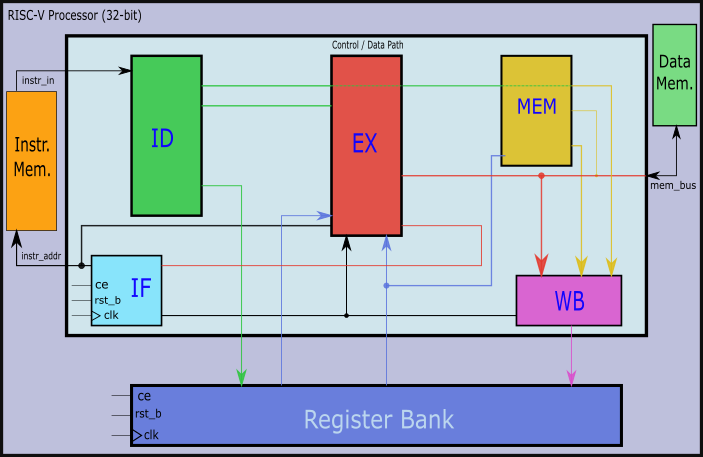 RISC-V Processor (32-bit)
Control / Data Path
instr_in
Data
Mem.
Instr.
Mem.
ID
EX
MEM
mem_bus
instr_addr
IF
ce
rst_b
clk
WB
ce
rst_b
clk
Register Bank